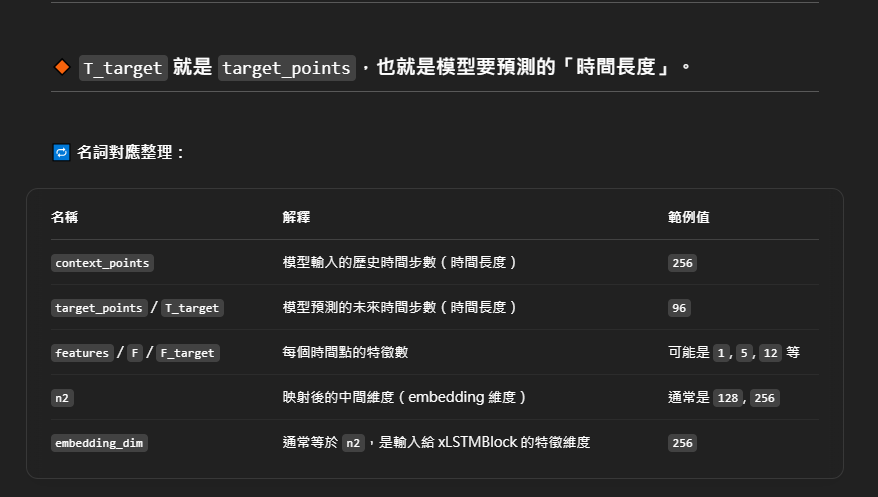 T_target 就是 target_points，也就是模型要預測的「時間長度」。
名詞對應整理：
名稱 解釋 範例值
context_points 模型輸入的歷史時間步數（時間長度） 256
target_points / T_target 模型預測的未來時間步數（時間長度） 96
features / F / F_target 每個時間點的特徵數 可能是 1, 5, 12 等
n2 映射後的中間維度（embedding 維度） 通常是 128, 256
embedding_dim 通常等於 n2，是輸入給 xLSTMBlock 的特徵維度 256